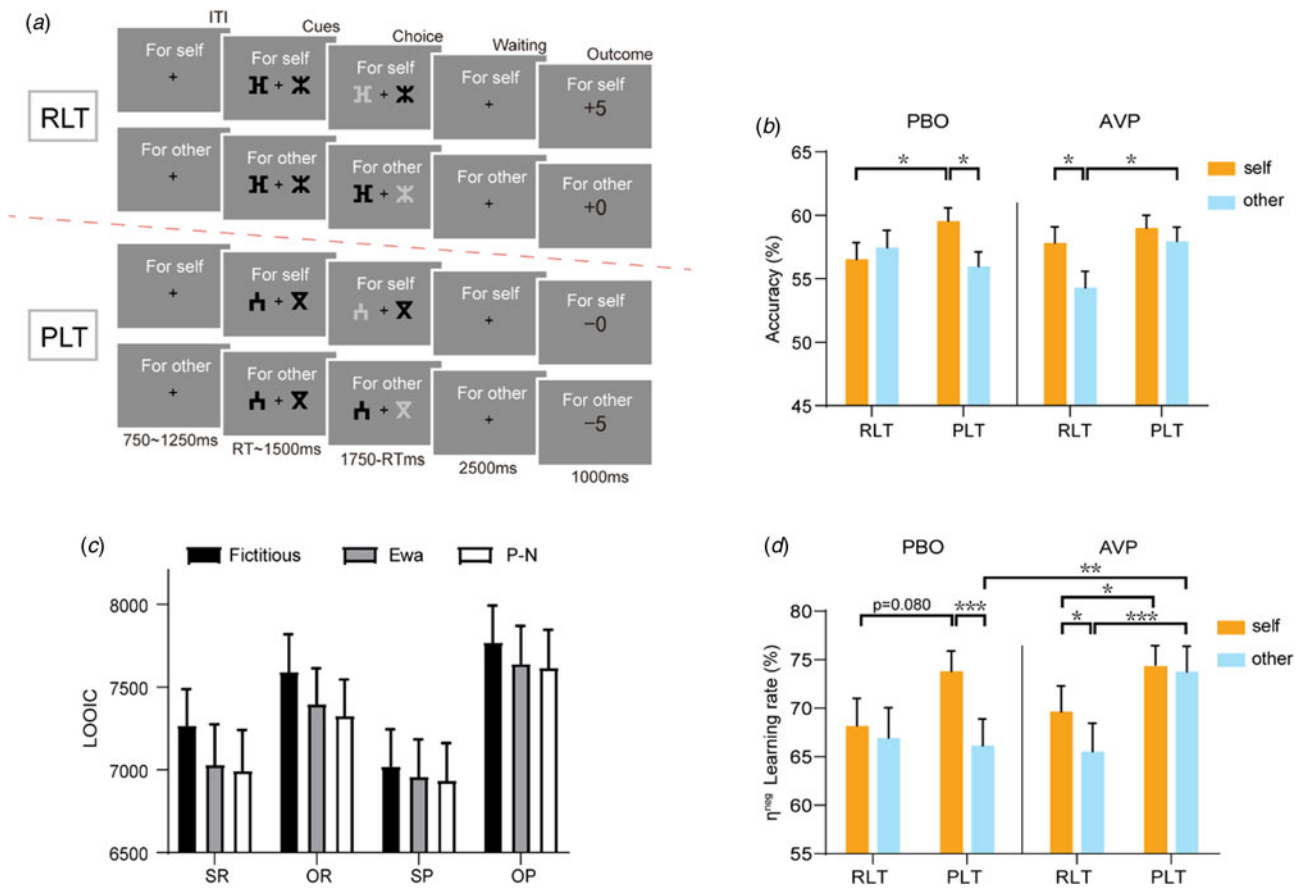 (a)
ITI
Cues
Choice
Waiting
Outcome
RLT
For self
+
For self
+
For self
+
For self
+
For self
+5
For other
+
For other
+
For other
+
For other
+
For other
+0
PLT
For self
+
For self
+
For self
+
For self
+
For self
−0
For other
+
For other
+
For other
+
For other
+
For other
−5
750~1250ms
RT~1500ms
1750-RTms
2500ms
1000ms
(b)
PBO
AVP
65
60
55
50
45
Accuracy (%)
*
*
*
*
self
other
RLT
PLT
RLT
PLT
(c)
Fictitious
Ewa
P-N
8000
7500
7000
6500
LOOIC
SR
OR
SP
OP
(d)
PBO
AVP
80
75
70
65
60
55
ηneg Learning rate (%)
p=0.080
***
**
*
*
***
self
other
RLT
PLT
RLT
PLT